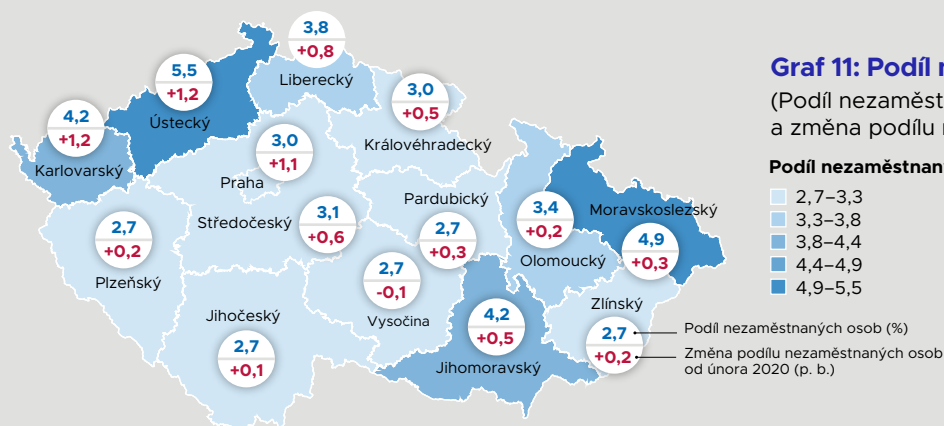 3,8
+0,8
Liberecký
5,5
+1,2
Ústecký
3,0
+0,5
Královéhradecký
4,2
+1,2
Karlovarský
3,0
+1,1
Praha
Středočeský
3,1
+0,6
Pardubický
2,7
+0,3
3,4
+0,2
Olomoucký
Moravskoslezský
4,9
+0,3
2,7
+0,2
Plzeňský
2,7
-0,1
Vysočina
Jihočeský
2,7
+0,1
4,2
+0,5
Jihomoravský
Zlínský
2,7
+0,2
Graf 11: Podíl
(Podíl nezaměst
a změna podílu
Podíl nezaměstnan
2,7–3,3
3,3–3,8
3,8–4,4
4,4–4,9
4,9–5,5
Podíl nezaměstnaných osob (%)
Změna podílu nezaměstnaných osob
od února 2020 (p. b.)